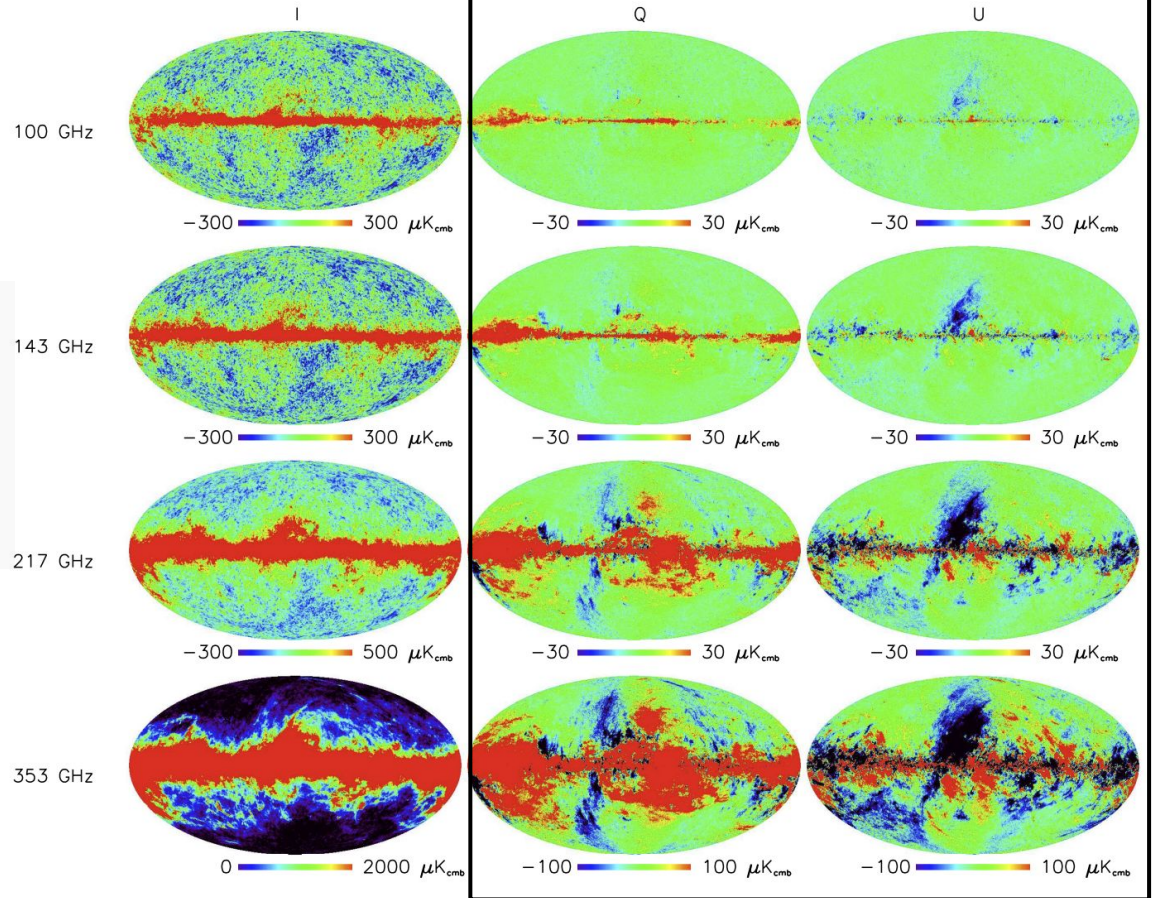 I Q U
100 GHz
−300 300 μKcmb −30 30 μKcmb −30 30 μKcmb
143 GHz
−300 300 μKcmb −30 30 μKcmb −30 30 μKcmb
217 GHz
−300 500 μKcmb −30 30 μKcmb −30 30 μKcmb
353 GHz
0 2000 μKcmb −100 100 μKcmb −100 100 μKcmb